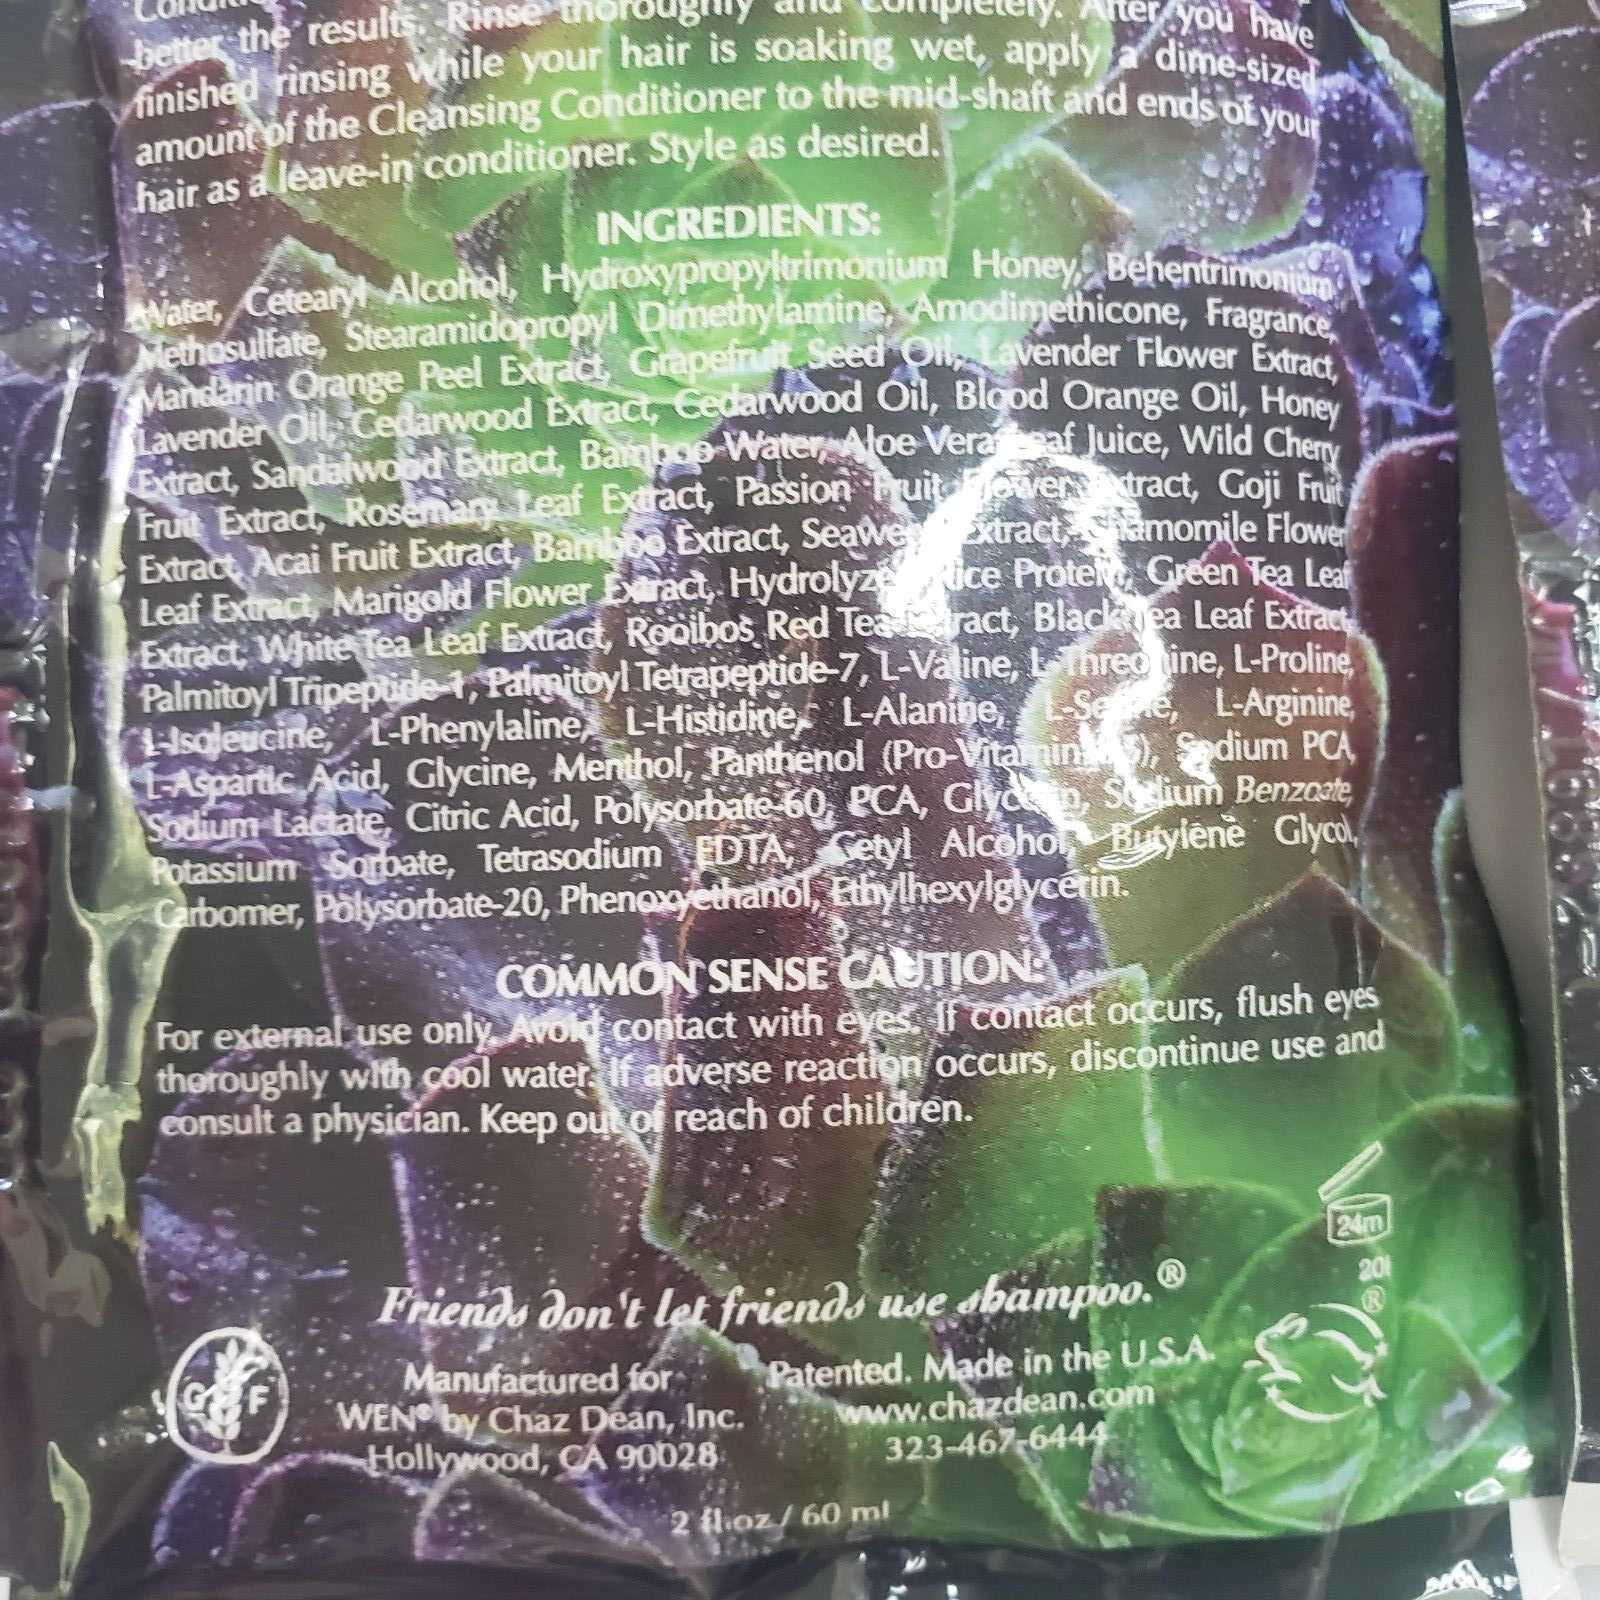 better the results. Rinse thoroughly and completely. After you have
finished rinsing while your hair is soaking wet, apply a dime-sized
amount of the Cleansing Conditioner to the mid-shaft and ends of your
hair as a leave-in conditioner. Style as desired.
INGREDIENTS:
Water, Cetearyl Alcohol, Hydroxypropyltrimonium Honey, Behentrimonium
Methosulfate, Stearamidopropyl Dimethylamine, Amodimethicone, Fragrance,
Mandarin Orange Peel Extract, Grapefruit Seed Oil, Lavender Flower Extract,
Lavender Oil, Cedarwood Extract, Cedarwood Oil, Blood Orange Oil, Honey
Extract, Sandalwood Extract, Bamboo Water, Aloe Vera Leaf Juice, Wild Cherry
Fruit Extract, Rosemary Leaf Extract, Passion Fruit Flower Extract, Goji Fruit
Extract, Acai Fruit Extract, Bamboo Extract, Seaweed Extract, Chamomile Flower
Leaf Extract, Marigold Flower Extract, Hydrolyzed Rice Protein, Green Tea Leaf
Extract, White Tea Leaf Extract, Rooibos Red Tea Extract, Black Tea Leaf Extract,
Palmitoyl Tripeptide-1, Palmitoyl Tetrapeptide-7, L-Valine, L-Threonine, L-Proline,
L-Isoleucine, L-Phenylaline, L-Histidine, L-Alanine, L-Serine, L-Arginine,
L-Aspartic Acid, Glycine, Menthol, Panthenol Sodium PCA,
Sodium Lactate, Citric Acid, Polysorbate-60, PCA, Glycerin, Sodium Benzoate,
Potassium Sorbate, Tetrasodium EDTA, Cetyl Alcohol, Butylene Glycol,
Carbomer, Polysorbate-20, Phenoxyethanol, Ethylhexylglycerin.
COMMON SENSE CAUTION:
For external use only. Avoid contact with eyes. If contact occurs, flush eyes
thoroughly with cool water. If adverse reaction occurs, discontinue use and
consult a physician. Keep out of reach of children.
24m
Friends don't let friends use shampoo.®
®
GF
Manufactured for
WEN® by Chaz Dean, Inc.
Hollywood, CA 90028
Patented. Made in the U.S.A.
www.chazdean.com
323-467-6444
2 fl.oz / 60 ml